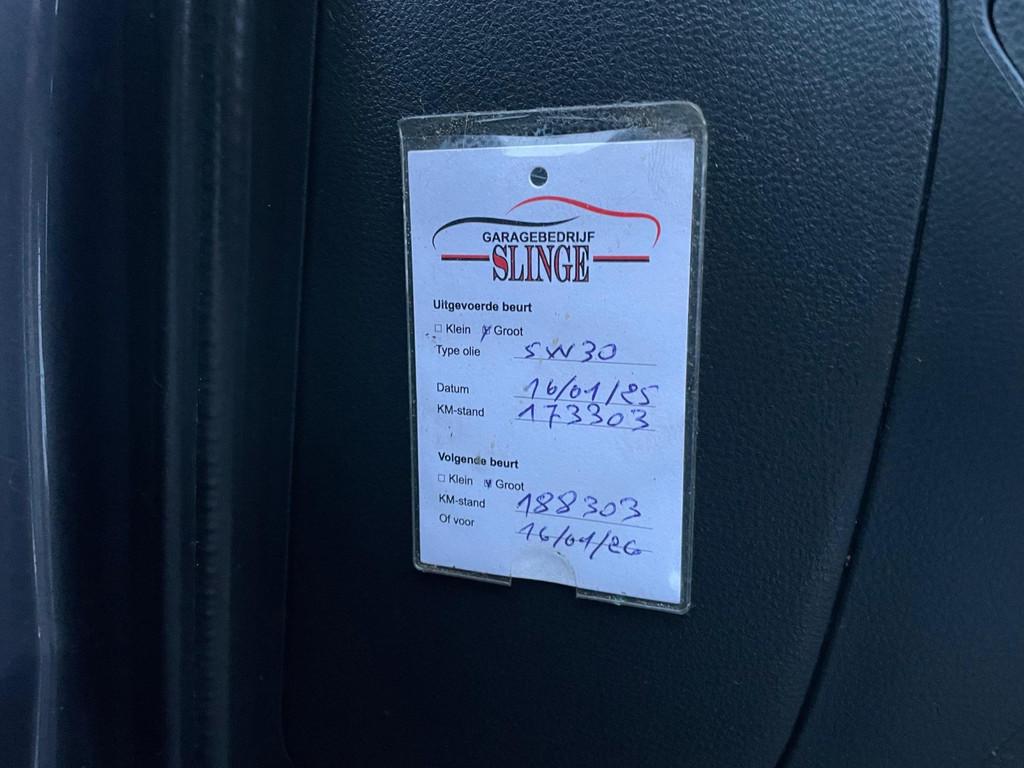 GARAGEBEDRIJF
SLINGE
Uitgevoerde beurt
Klein Groot
Type olie 5W30
Datum 16/01/25
KM-stand 173303
Volgende beurt
Klein Groot
KM-stand 188303
Of voor 16/01/26